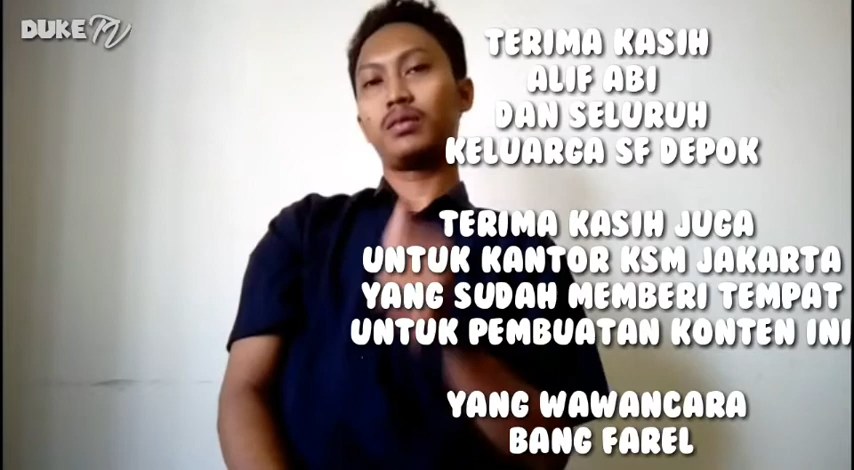 DUKE TV
TERIMA KASIH
ALIF ABI
DAN SELURUH
KELUARGA SF DEPOK
TERIMA KASIH JUGA
UNTUK KANTOR KSM JAKARTA
YANG SUDAH MEMBERI TEMPAT
UNTUK PEMBUATAN KONTEN INI
YANG WAWANCARA
BANG FAREL